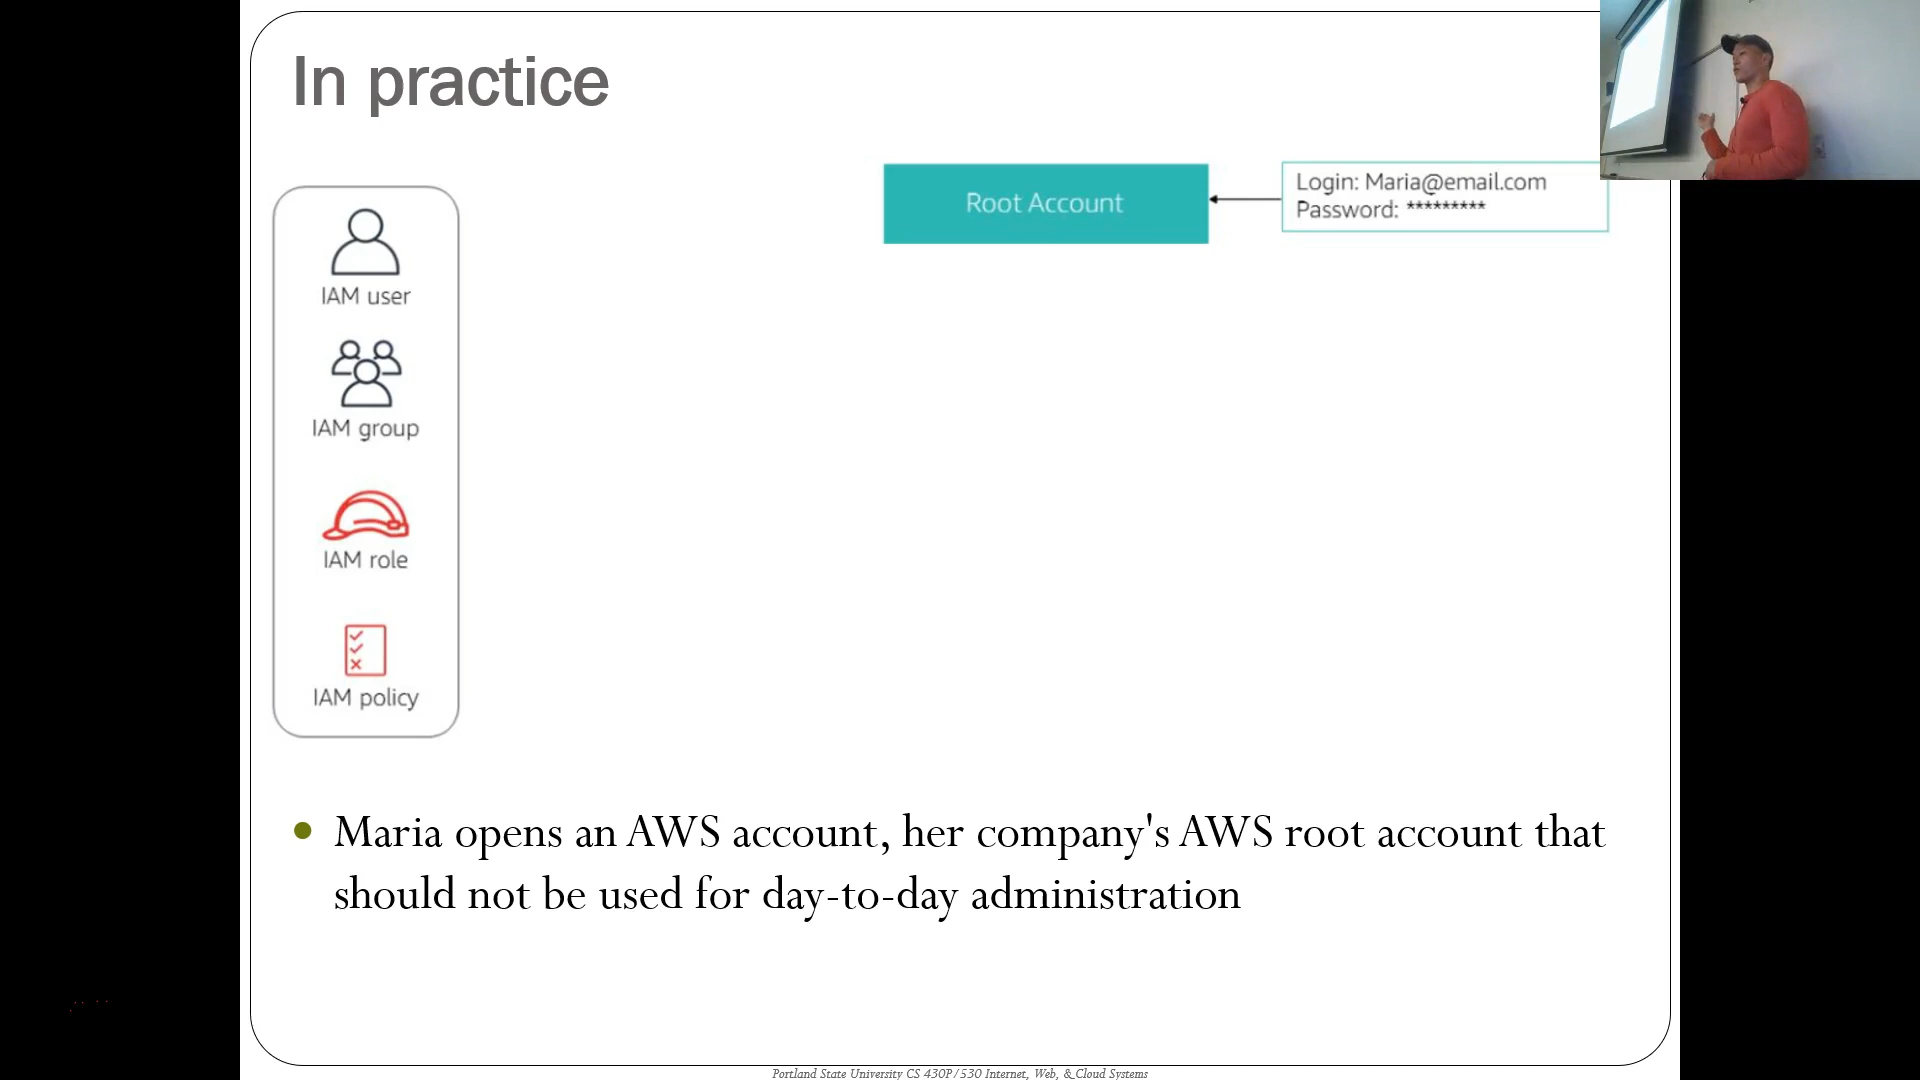 In practice
Root Account
Login: Maria@email.com
Password: *********
IAM user
IAM group
IAM role
IAM policy
• Maria opens an AWS account, her company's AWS root account that
should not be used for day-to-day administration
Portland State University CS 430P/530 Internet, Web, & Cloud Systems